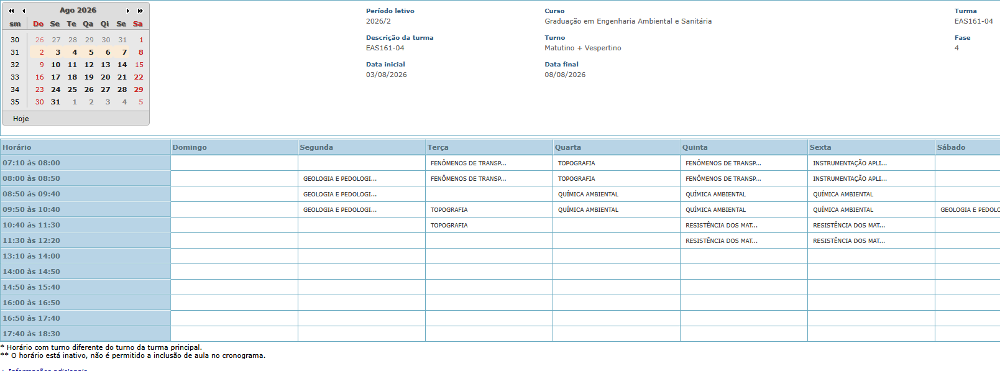 Ago 2026
sm Do Se Te Qa Qi Se Sa
30 26 27 28 29 30 31 1
31 2 3 4 5 6 7 8
32 9 10 11 12 13 14 15
33 16 17 18 19 20 21 22
34 23 24 25 26 27 28 29
35 30 31 1 2 3 4 5
Hoje
Período letivo Curso Turma
2026/2 Graduação em Engenharia Ambiental e Sanitária EAS161-04
Descrição da turma Turno Fase
EAS161-04 Matutino + Vespertino 4
Data inicial Data final
03/08/2026 08/08/2026
Horário Domingo Segunda Terça Quarta Quinta Sexta Sábado
07:10 às 08:00 FENÔMENOS DE TRANSP... TOPOGRAFIA FENÔMENOS DE TRANSP... INSTRUMENTAÇÃO APLI...
08:00 às 08:50 GEOLOGIA E PEDOLOGI... FENÔMENOS DE TRANSP... TOPOGRAFIA FENÔMENOS DE TRANSP... INSTRUMENTAÇÃO APLI...
08:50 às 09:40 GEOLOGIA E PEDOLOGI... QUÍMICA AMBIENTAL QUÍMICA AMBIENTAL QUÍMICA AMBIENTAL
09:50 às 10:40 GEOLOGIA E PEDOLOGI... TOPOGRAFIA QUÍMICA AMBIENTAL QUÍMICA AMBIENTAL QUÍMICA AMBIENTAL GEOLOGIA E PEDOLO
10:40 às 11:30 TOPOGRAFIA RESISTÊNCIA DOS MAT... RESISTÊNCIA DOS MAT...
11:30 às 12:20 RESISTÊNCIA DOS MAT... RESISTÊNCIA DOS MAT...
13:10 às 14:00
14:00 às 14:50
14:50 às 15:40
16:00 às 16:50
16:50 às 17:40
17:40 às 18:30
* Horário com turno diferente do turno da turma principal.
** O horário está inativo, não é permitido a inclusão de aula no cronograma.
+ Informações adicionais